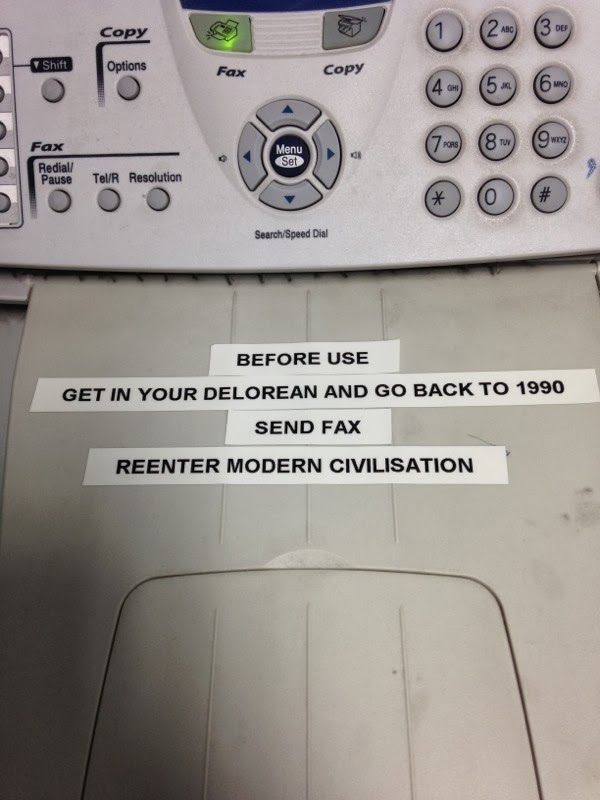 Copy
1
2 ABC
3 DEF
Shift
Options
Fax
Copy
4 GHI
5 JKL
6 MNO
Fax
Redial/
Pause
Tel/R
Resolution
Menu
Set
7 PQRS
8 TUV
9 WXYZ
*
0
#
Search/Speed Dial
BEFORE USE
GET IN YOUR DELOREAN AND GO BACK TO 1990
SEND FAX
REENTER MODERN CIVILISATION